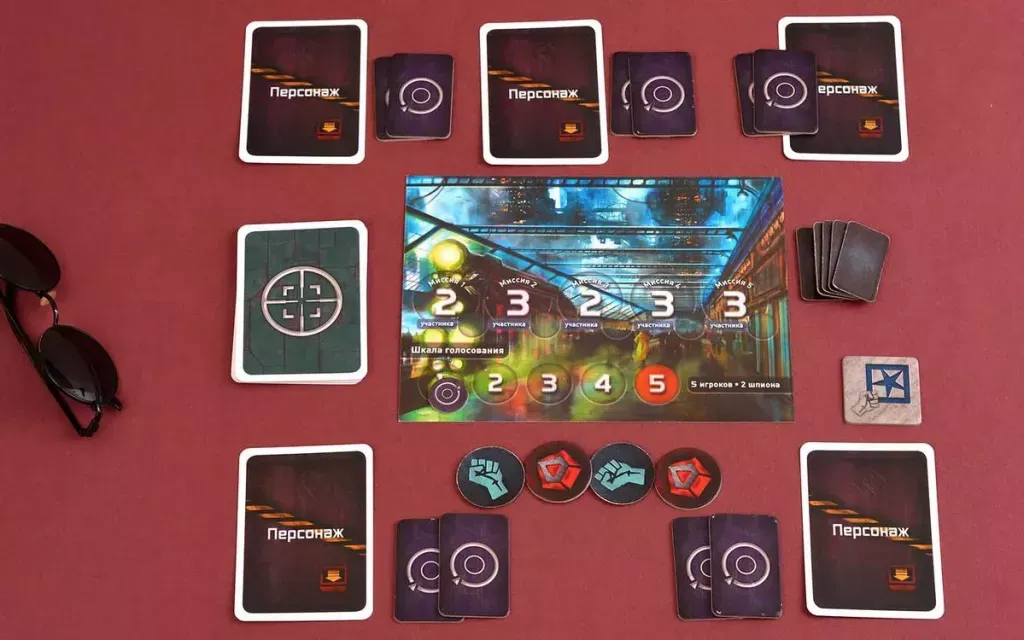 Персонаж
Персонаж
Персонаж
Миссия 1
Миссия 2
Миссия 3
Миссия 4
Миссия 5
2
3
2
3
3
участника
участника
участника
участника
участника
Шкала голосования
2
3
4
5
5 игроков • 2 шпиона
Персонаж
Персонаж